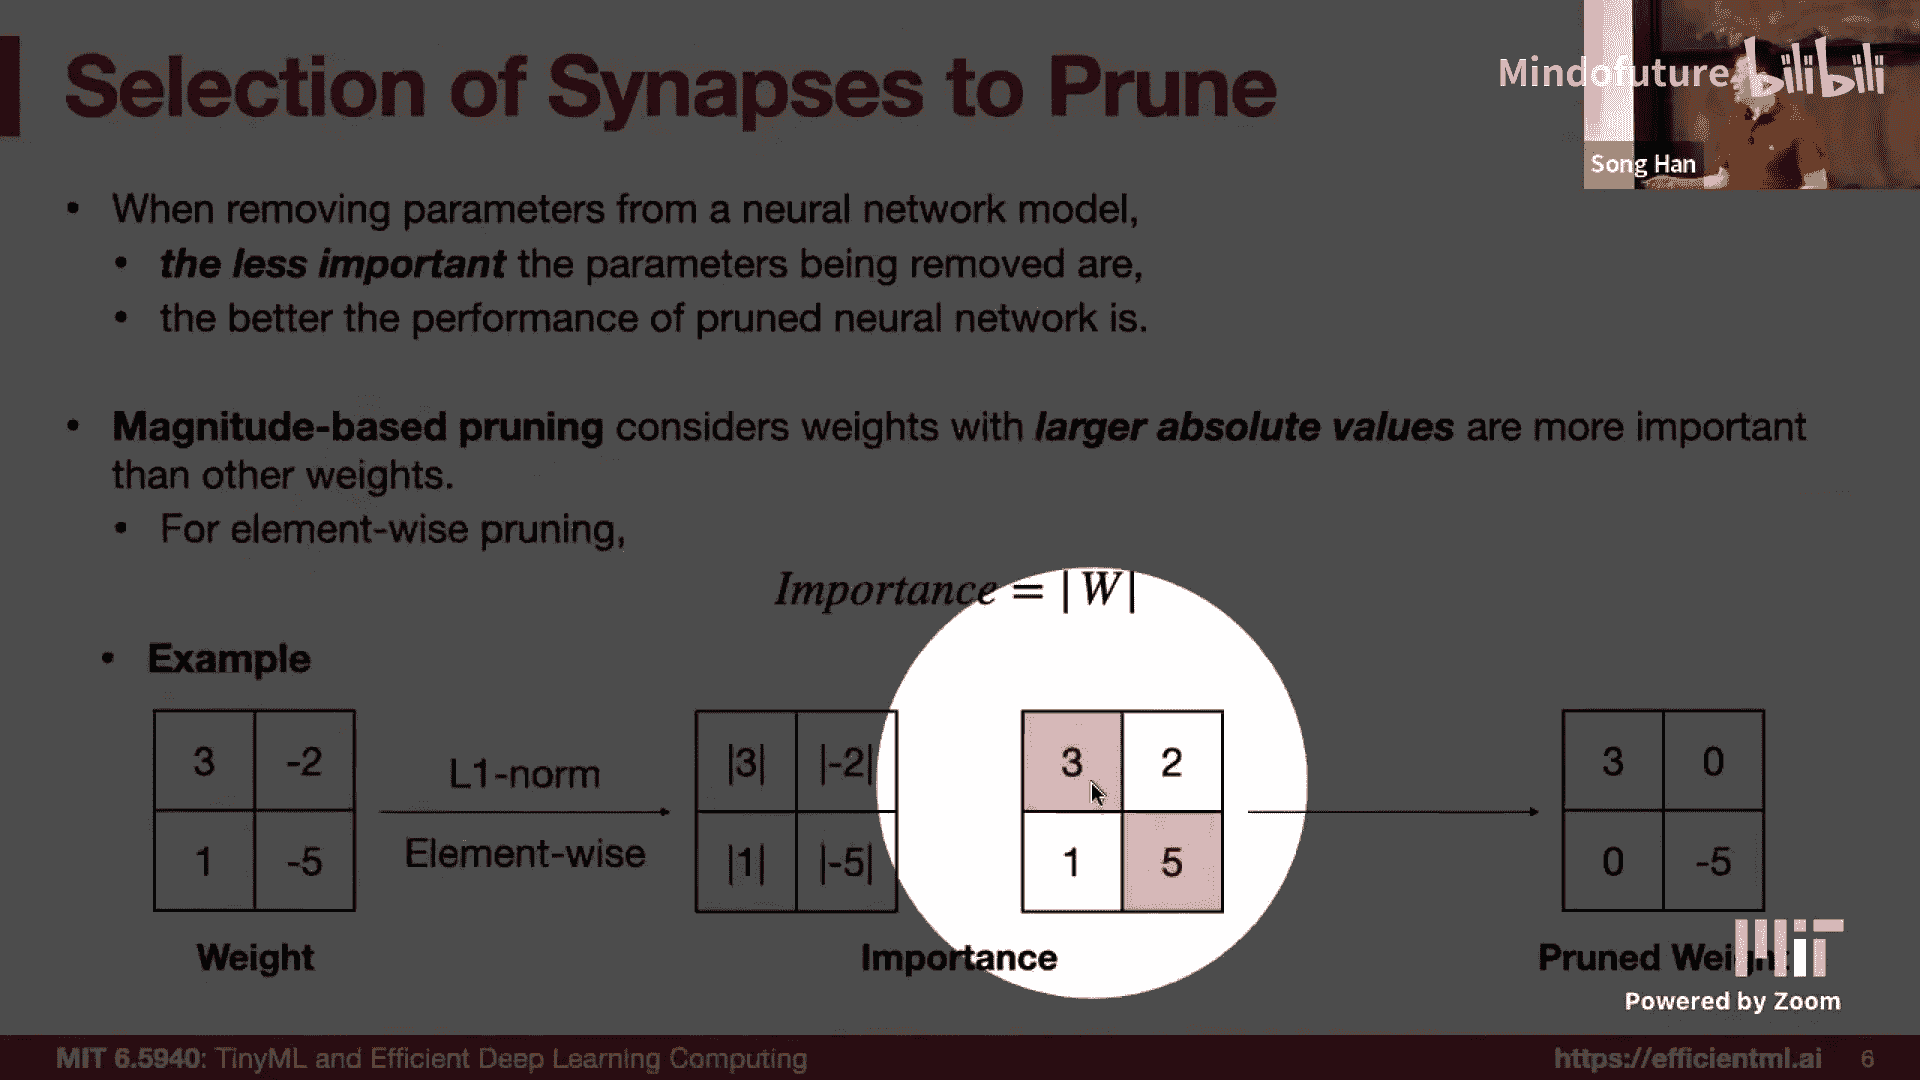 Selection of Synapses to Prune
Mindofuture
bilibili
Song Han
• When removing parameters from a neural network model,
• the less important the parameters being removed are,
• the better the performance of pruned neural network is.
• Magnitude-based pruning considers weights with larger absolute values are more important
than other weights.
• For element-wise pruning,
Importance = |W|
• Example
3 -2
1 -5
Weight
L1-norm
Element-wise
|3| |-2|
|1| |-5|
3 2
1 5
Importance
3 0
0 -5
Pruned Weight
MIT
Powered by Zoom
MIT 6.5940: TinyML and Efficient Deep Learning Computing
https://efficientml.ai
6